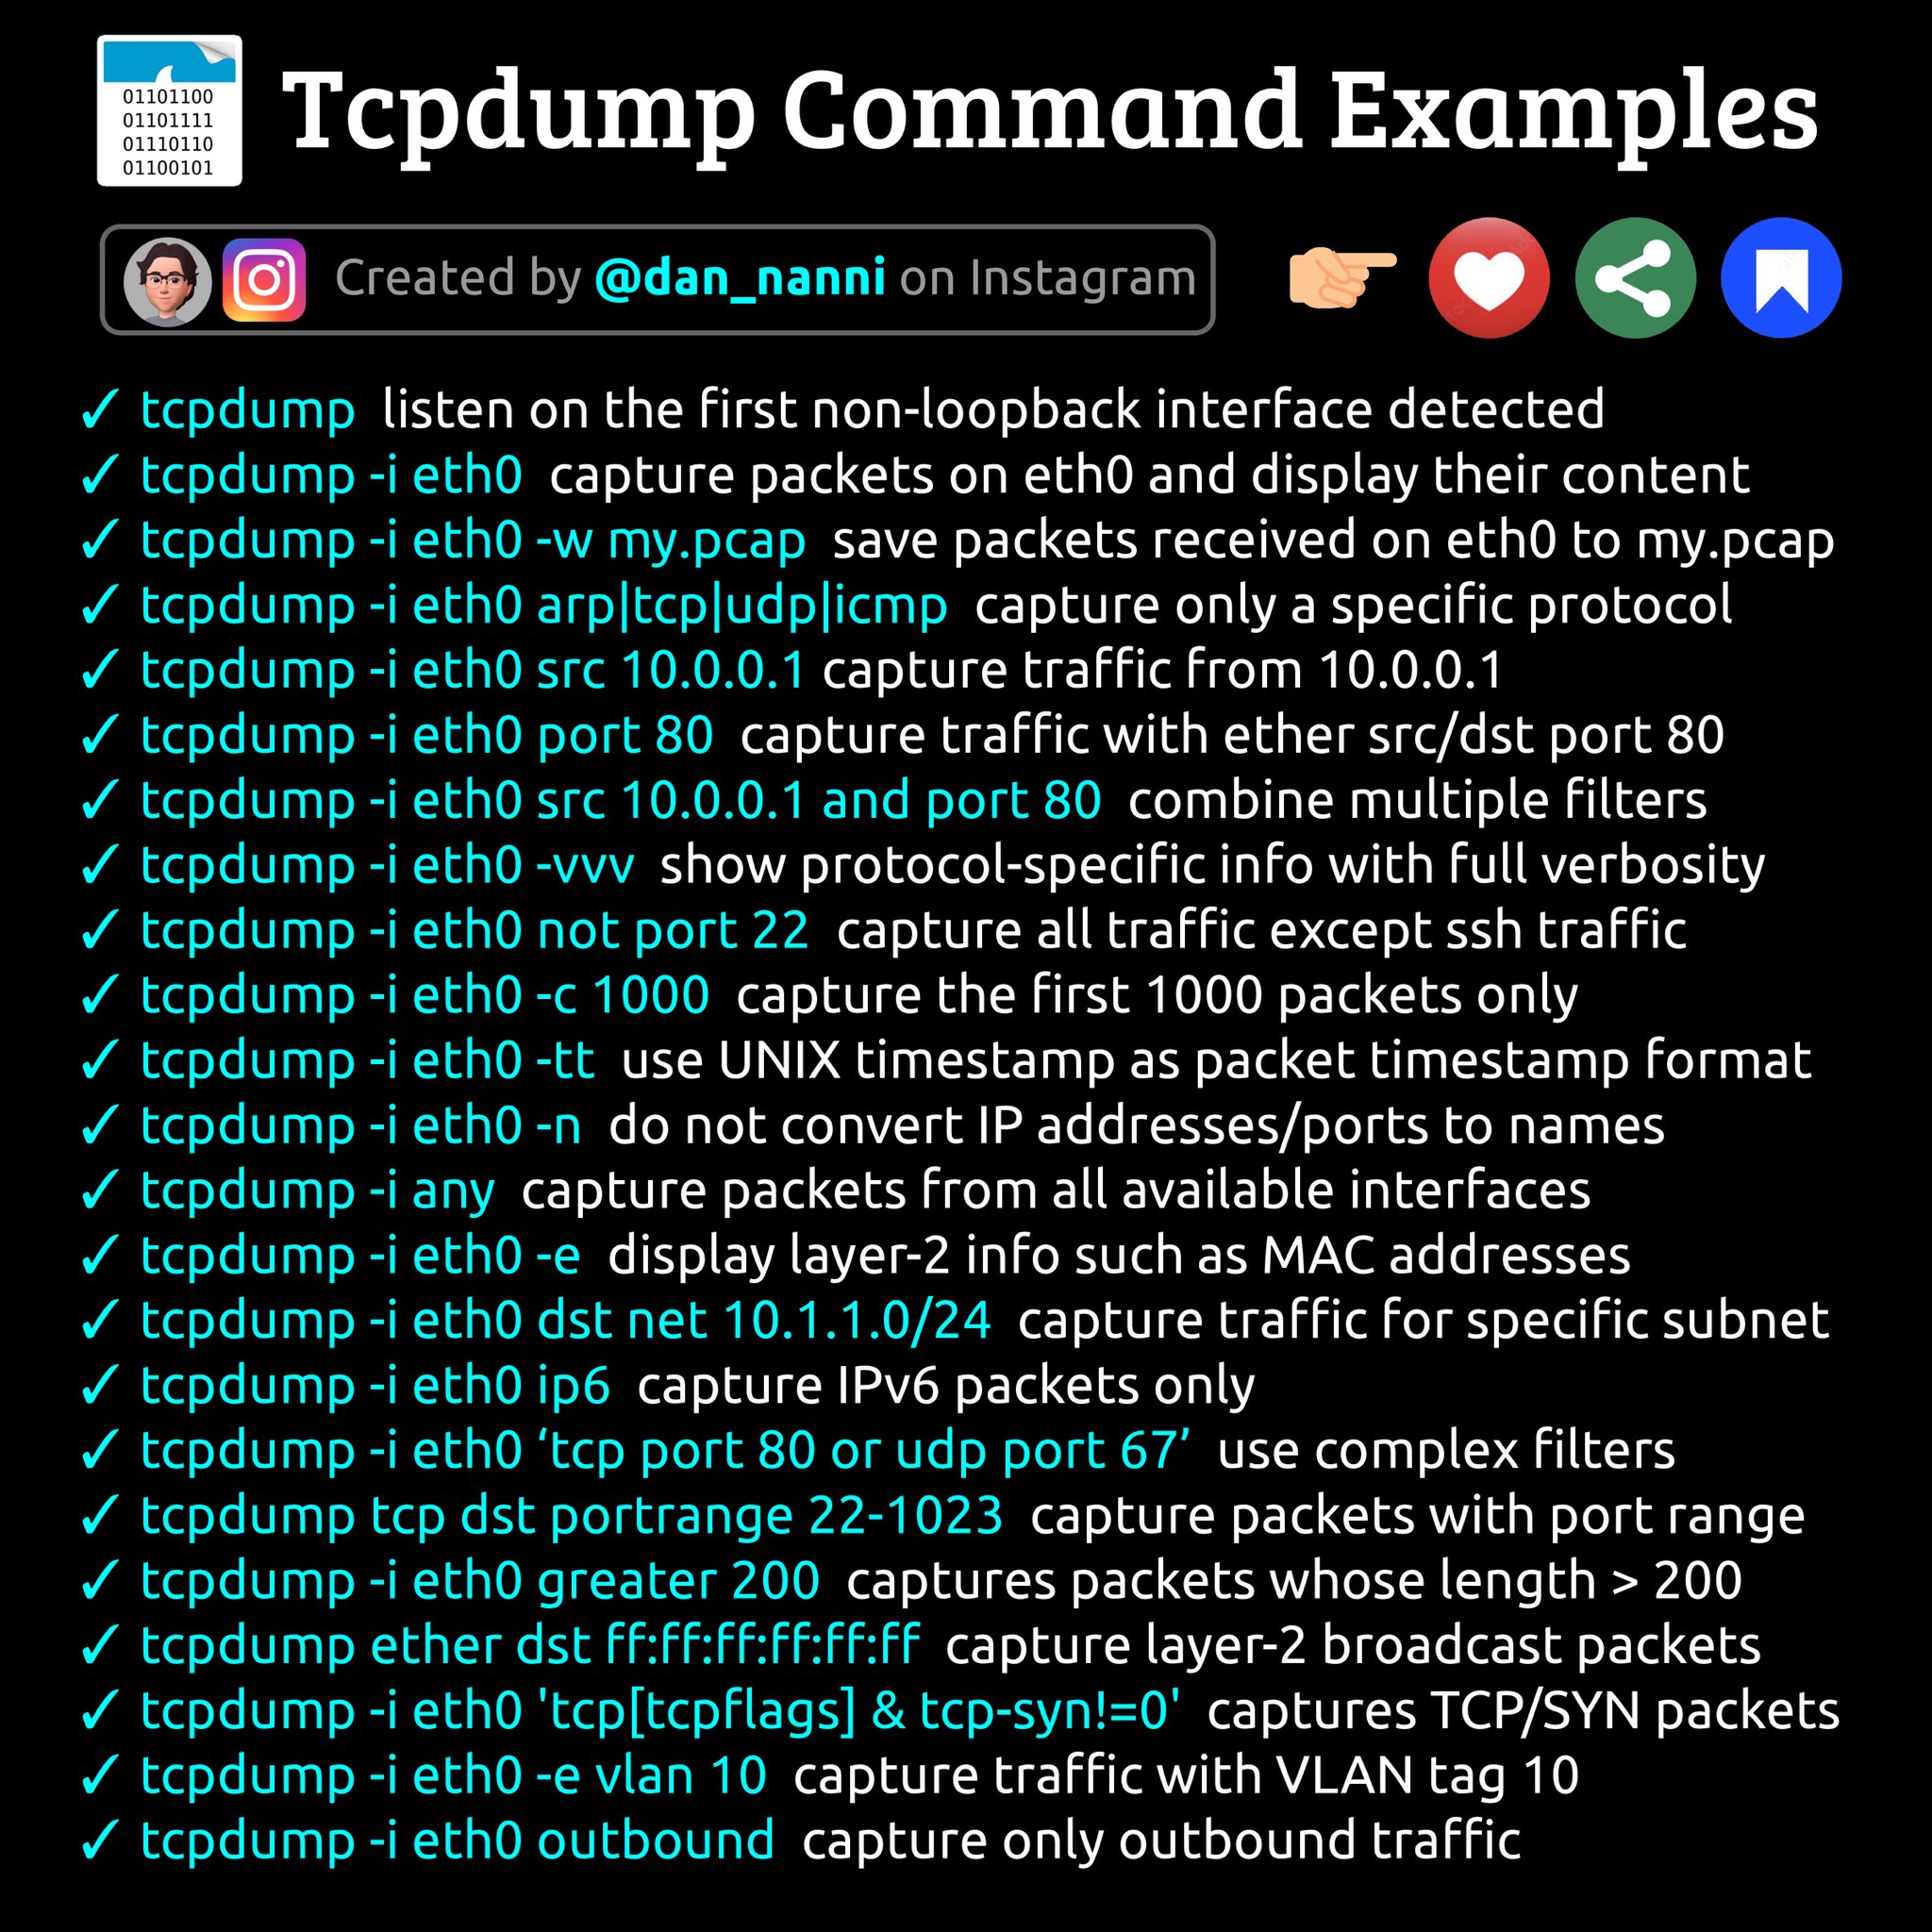 01101100
01101111
01110110
01100101
Tcpdump Command Examples
Created by @dan_nanni on Instagram
✓ tcpdump listen on the first non-loopback interface detected
✓ tcpdump -i eth0 capture packets on eth0 and display their content
✓ tcpdump -i eth0 -w my.pcap save packets received on eth0 to my.pcap
✓ tcpdump -i eth0 arp|tcp|udp|icmp capture only a specific protocol
✓ tcpdump -i eth0 src 10.0.0.1 capture traffic from 10.0.0.1
✓ tcpdump -i eth0 port 80 capture traffic with ether src/dst port 80
✓ tcpdump -i eth0 src 10.0.0.1 and port 80 combine multiple filters
✓ tcpdump -i eth0 -vvv show protocol-specific info with full verbosity
✓ tcpdump -i eth0 not port 22 capture all traffic except ssh traffic
✓ tcpdump -i eth0 -c 1000 capture the first 1000 packets only
✓ tcpdump -i eth0 -tt use UNIX timestamp as packet timestamp format
✓ tcpdump -i eth0 -n do not convert IP addresses/ports to names
✓ tcpdump -i any capture packets from all available interfaces
✓ tcpdump -i eth0 -e display layer-2 info such as MAC addresses
✓ tcpdump -i eth0 dst net 10.1.1.0/24 capture traffic for specific subnet
✓ tcpdump -i eth0 ip6 capture IPv6 packets only
✓ tcpdump -i eth0 ‘tcp port 80 or udp port 67’ use complex filters
✓ tcpdump tcp dst portrange 22-1023 capture packets with port range
✓ tcpdump -i eth0 greater 200 captures packets whose length > 200
✓ tcpdump ether dst ff:ff:ff:ff:ff:ff capture layer-2 broadcast packets
✓ tcpdump -i eth0 'tcp[tcpflags] & tcp-syn!=0' captures TCP/SYN packets
✓ tcpdump -i eth0 -e vlan 10 capture traffic with VLAN tag 10
✓ tcpdump -i eth0 outbound capture only outbound traffic